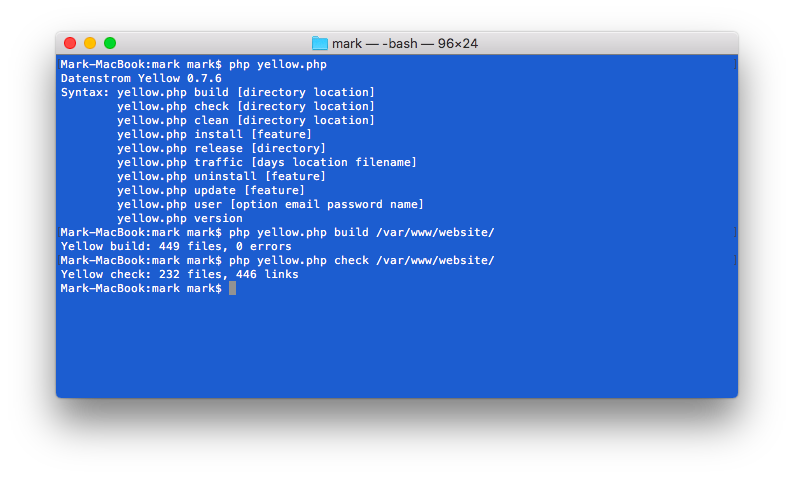 mark — -bash — 96×24
Mark-MacBook:mark mark$ php yellow.php
Datenstrom Yellow 0.7.6
Syntax: yellow.php build [directory location]
yellow.php check [directory location]
yellow.php clean [directory location]
yellow.php install [feature]
yellow.php release [directory]
yellow.php traffic [days location filename]
yellow.php uninstall [feature]
yellow.php update [feature]
yellow.php user [option email password name]
yellow.php version
Mark-MacBook:mark mark$ php yellow.php build /var/www/website/
Yellow build: 449 files, 0 errors
Mark-MacBook:mark mark$ php yellow.php check /var/www/website/
Yellow check: 232 files, 446 links
Mark-MacBook:mark mark$